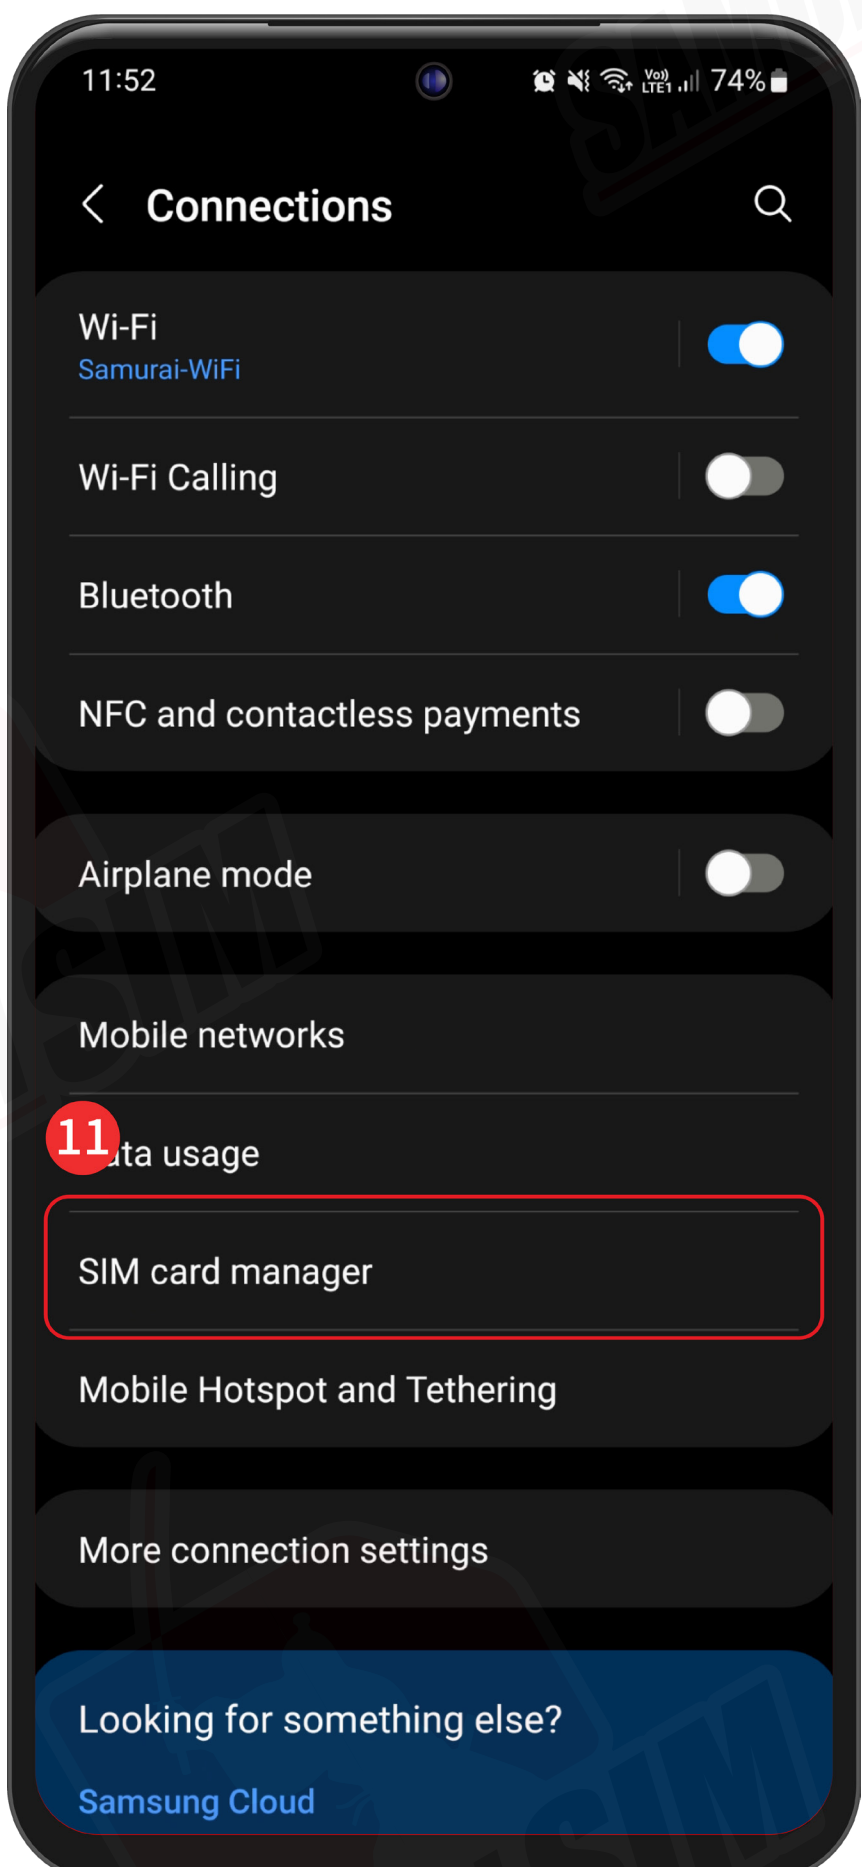 11:52
Vo)) LTE1 74%
Connections
Wi-Fi
Samurai-WiFi
Wi-Fi Calling
Bluetooth
NFC and contactless payments
Airplane mode
Mobile networks
11
ta usage
SIM card manager
Mobile Hotspot and Tethering
More connection settings
Looking for something else?
Samsung Cloud